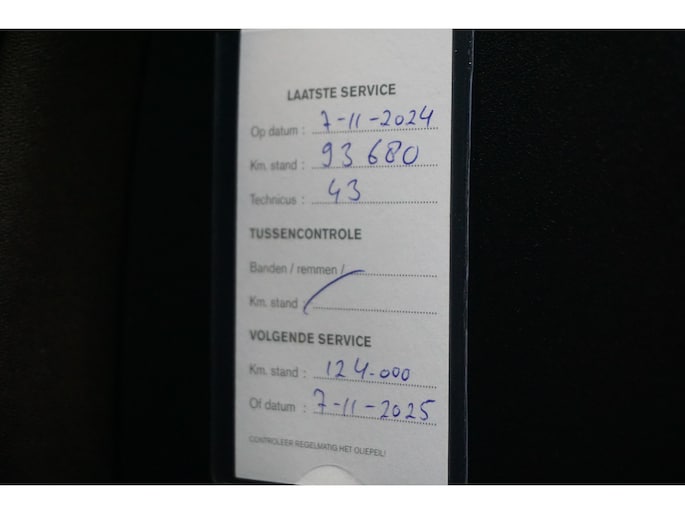 LAATSTE SERVICE
Op datum : 7-11-2024
Km. stand : 93 680
Technicus : 43
TUSSENCONTROLE
Banden / remmen /
Km. stand :
VOLGENDE SERVICE
Km. stand : 124.000
Of datum : 7-11-2025
CONTROLEER REGELMATIG HET OLIEPEIL!